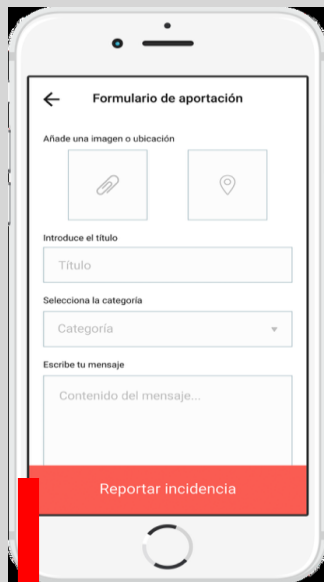 Formulario de aportación
Añade una imagen o ubicación
Introduce el título
Título
Selecciona la categoría
Categoría
Escribe tu mensaje
Contenido del mensaje...
Reportar incidencia